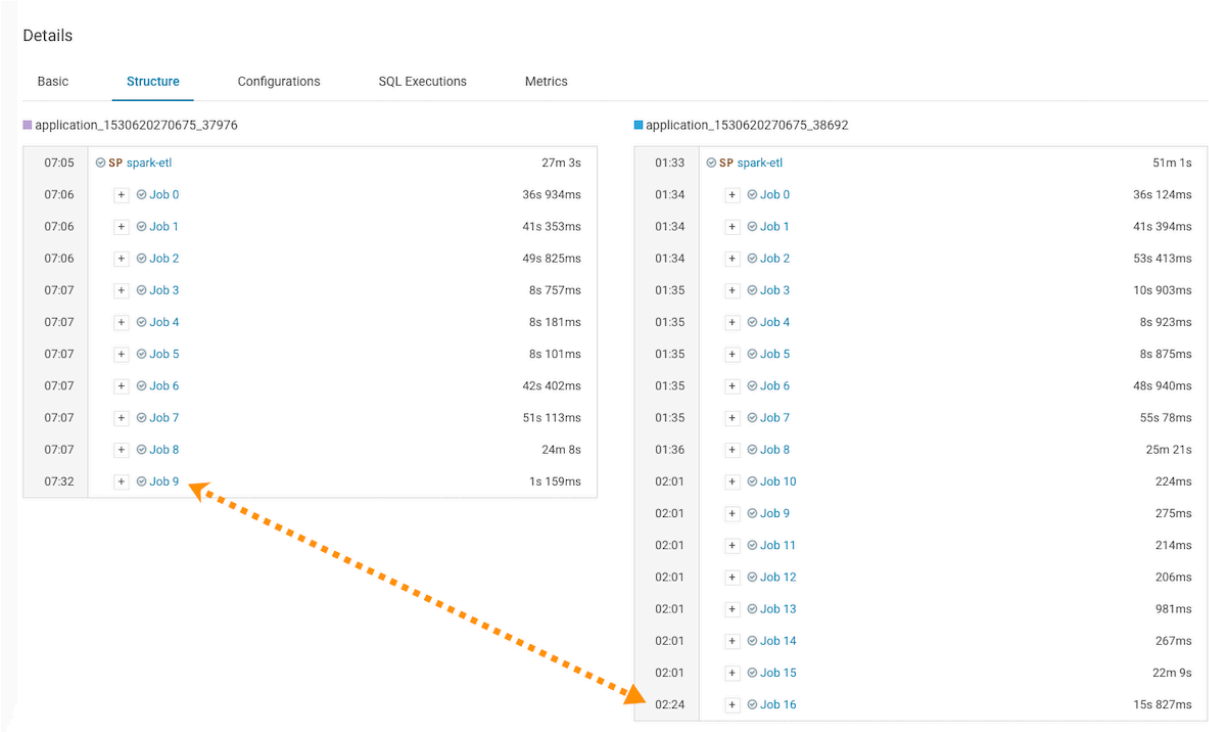 Details
Basic Structure Configurations SQL Executions Metrics
application_1530620270675_37976
07:05 SP spark-etl 27m 3s
07:06 + Job 0 36s 934ms
07:06 + Job 1 41s 353ms
07:06 + Job 2 49s 825ms
07:07 + Job 3 8s 757ms
07:07 + Job 4 8s 181ms
07:07 + Job 5 8s 101ms
07:07 + Job 6 42s 402ms
07:07 + Job 7 51s 113ms
07:07 + Job 8 24m 8s
07:32 + Job 9 1s 159ms
application_1530620270675_38692
01:33 SP spark-etl 51m 1s
01:34 + Job 0 36s 124ms
01:34 + Job 1 41s 394ms
01:34 + Job 2 53s 413ms
01:35 + Job 3 10s 903ms
01:35 + Job 4 8s 923ms
01:35 + Job 5 8s 875ms
01:35 + Job 6 48s 940ms
01:35 + Job 7 55s 78ms
01:36 + Job 8 25m 21s
02:01 + Job 10 224ms
02:01 + Job 9 275ms
02:01 + Job 11 214ms
02:01 + Job 12 206ms
02:01 + Job 13 981ms
02:01 + Job 14 267ms
02:01 + Job 15 22m 9s
02:24 + Job 16 15s 827ms